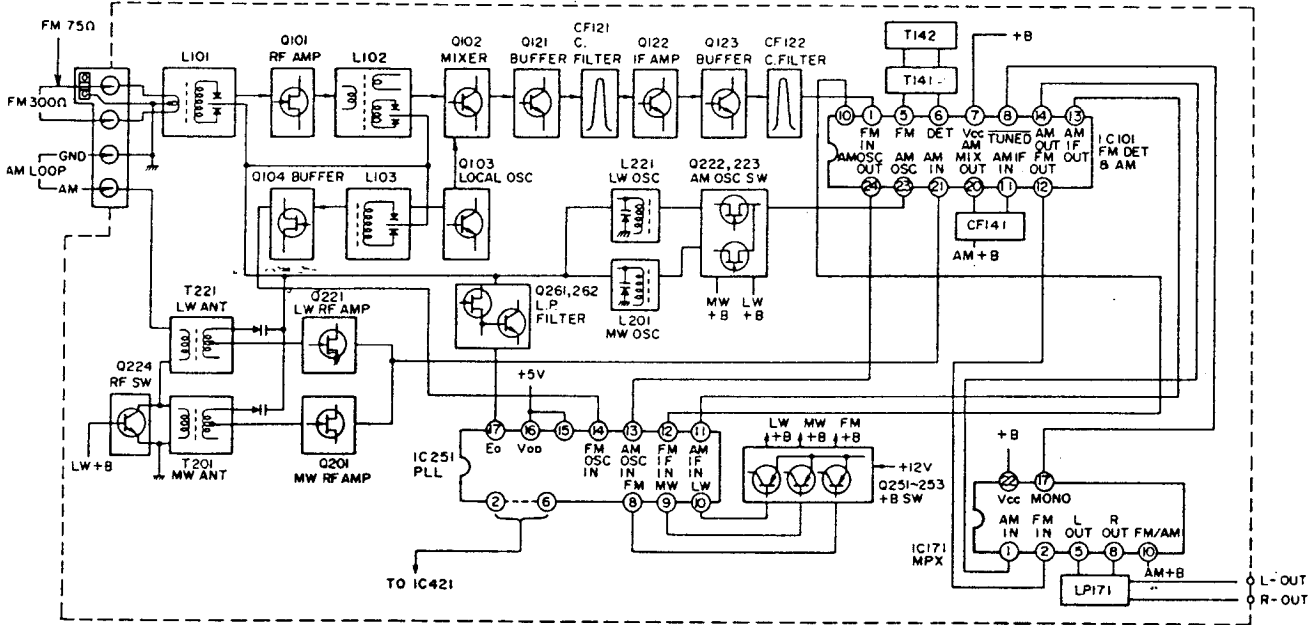 FM 75Ω
FM300Ω
GND
AM LOOP
AM
L101
Q101
RF AMP
L102
Q102
MIXER
Q121
BUFFER
CF121
C.
FILTER
Q122
IF AMP
Q123
BUFFER
CF122
C.FILTER
T142
T141
+B
10
1
5
6
7
8
14
13
FM
IN
FM
DET
Vcc
TUNED
AM
OUT
AM
IF
OUT
AM
OSC
OUT
AM
OSC
AM
IN
AM
MIX
OUT
AMIF
IN
FM
OUT
24
23
21
20
11
12
IC101
FM DET
& AM
CF141
AM+B
Q104 BUFFER
L103
Q103
LOCAL OSC
L221
LW OSC
Q222,223
AM OSC SW
MW
+B
LW
+B
L201
MW OSC
Q261,262
L.P.
FILTER
T221
LW ANT
Q221
LW RF AMP
Q224
RF SW
LW+B
T201
MW ANT
Q201
MW RF AMP
+5V
IC251
PLL
17
16
15
14
13
12
11
EO
VDD
FM
OSC
IN
AM
OSC
IN
FM
IF
IN
AM
IF
IN
FM
MW
LW
2
6
8
9
10
TO IC421
LW
+B
MW
+B
FM
+B
+12V
Q251~253
+B SW
+B
22
17
Vcc
MONO
AM
IN
FM
IN
L
OUT
R
OUT
FM/AM
1
2
5
8
10
IC171
MPX
AM+B
LP171
L-OUT
R-OUT